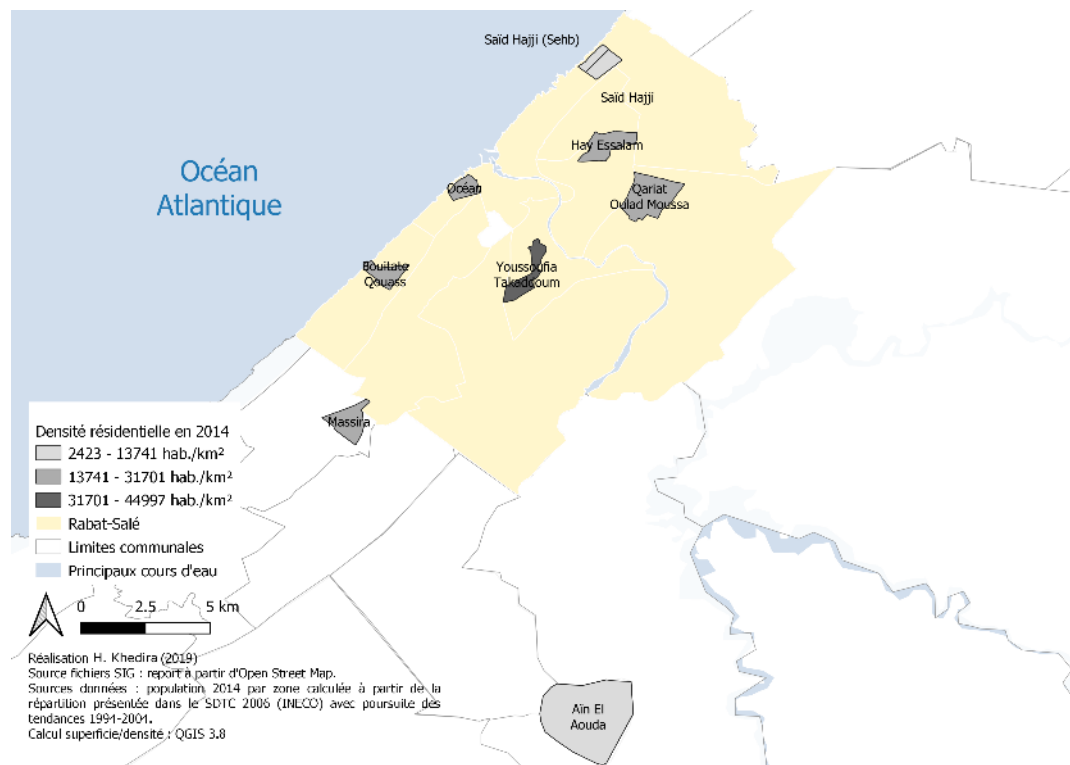 Saïd Hajji (Sehb)
Saïd Hajji
Hay Essalam
Océan
Atlantique
Océan
Qariat
Oulad Moussa
Bouitate
Qouass
Youssoufia
Takaddoum
Massira
Densité résidentielle en 2014
2423 - 13741 hab./km²
13741 - 31701 hab./km²
31701 - 44997 hab./km²
Rabat-Salé
Limites communales
Principaux cours d'eau
0 2.5 5 km
Réalisation H. Khedira (2019)
Source fichiers SIG : report à partir d'Open Street Map.
Sources données : population 2014 par zone calculée à partir de la
répartition présentée dans le SDTC 2006 (INECO) avec poursuite des
tendances 1994-2004.
Calcul superficie/densité : QGIS 3.8
Aïn El
Aouda